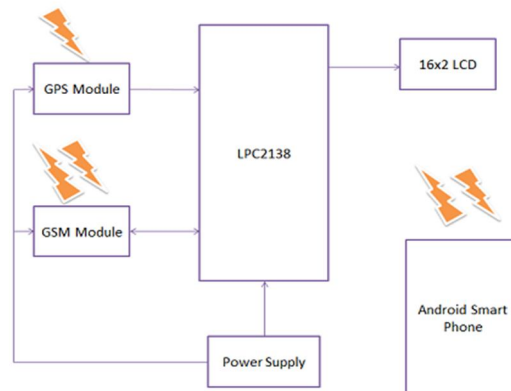 GPS Module
LPC2138
16x2 LCD
GSM Module
Android Smart
Phone
Power Supply